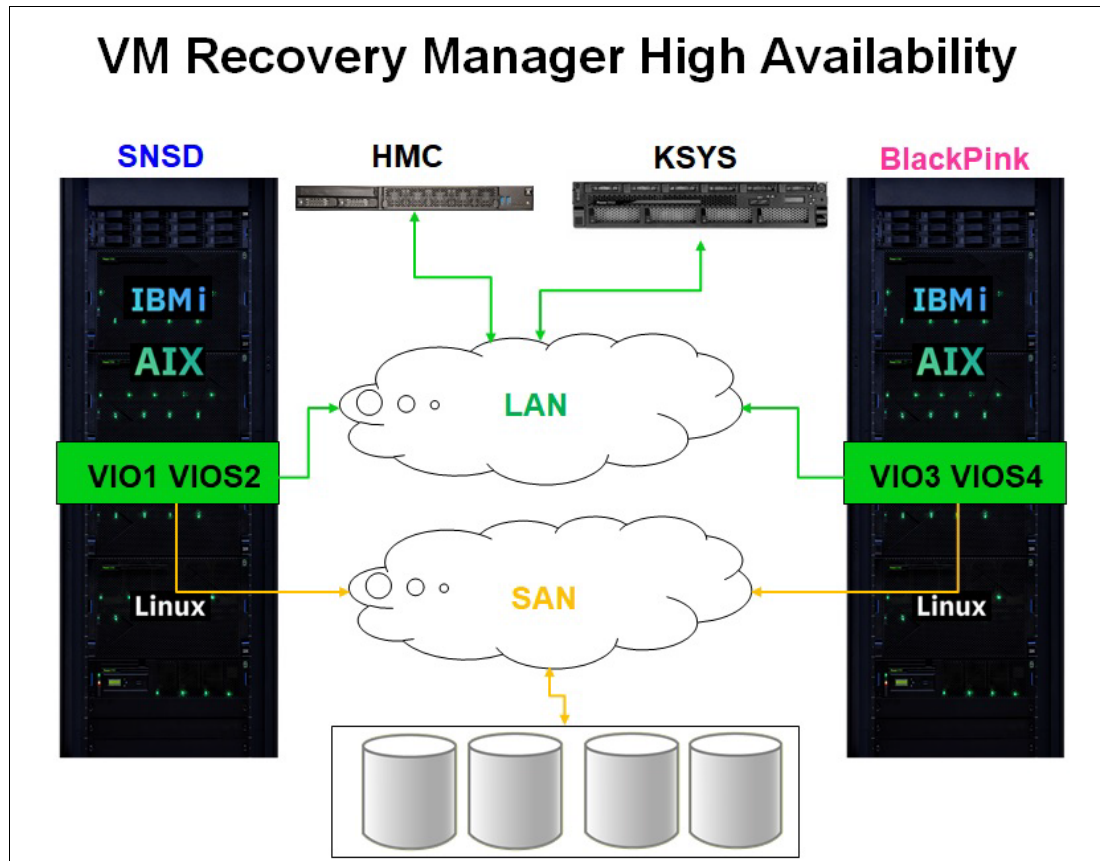 VM Recovery Manager High Availability
SNSD
HMC
KSYS
BlackPink
IBM i
AIX
IBM i
AIX
LAN
VIO1 VIOS2
VIO3 VIOS4
SAN
Linux
Linux